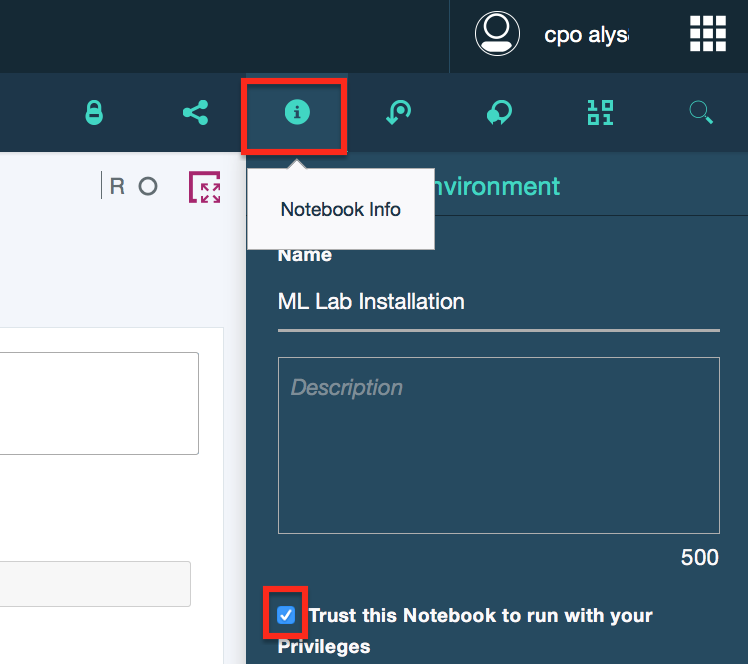 cpo alys
R
nvironment
Notebook Info
Name
ML Lab Installation
Description
500
Trust this Notebook to run with your
Privileges